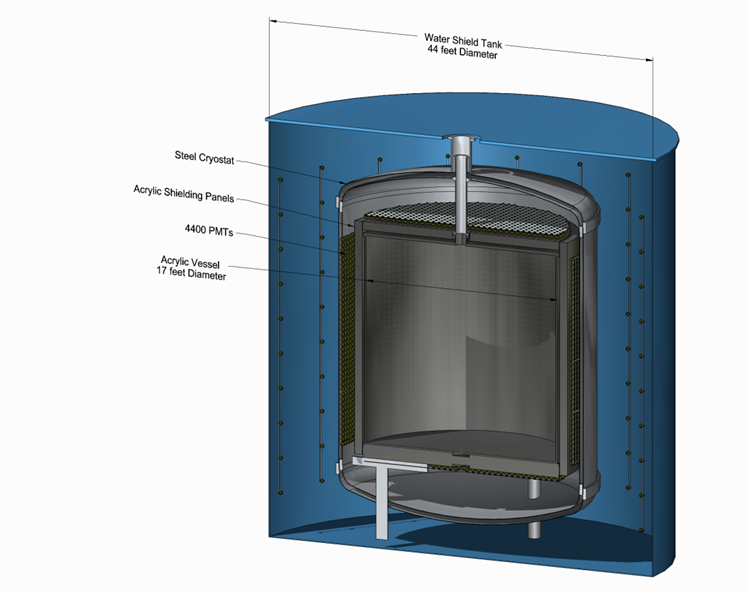 Water Shield Tank
44 feet Diameter
Steel Cryostat
Acrylic Shielding Panels
4400 PMTs
Acrylic Vessel
17 feet Diameter